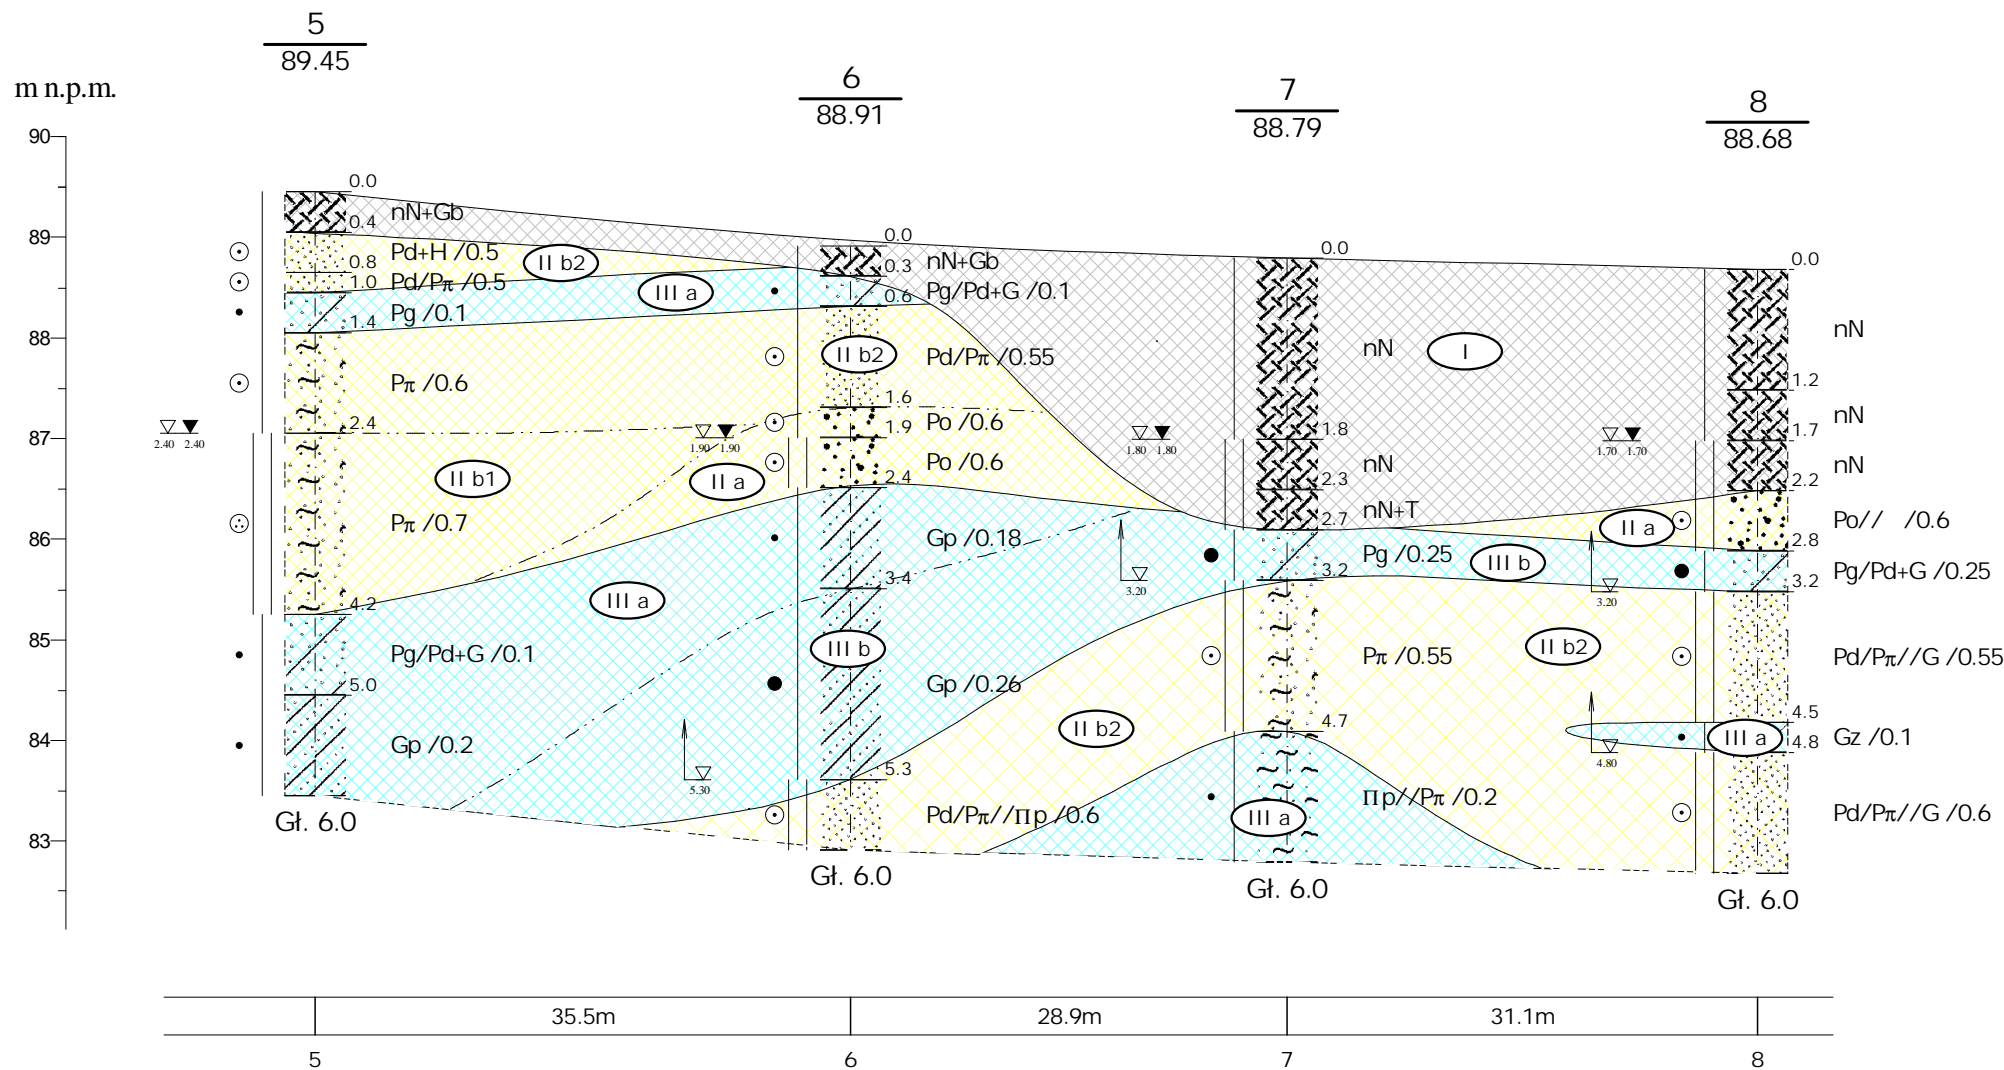 5
89.45
6
88.91
7
88.79
8
88.68
m n.p.m.
90
89
88
87
86
85
84
83
0.0
0.4
nN+Gb
Pd+H /0.5
0.8
1.0
Pd/Pπ /0.5
Pg /0.1
1.4
Pπ /0.6
2.4
2.40 2.40
Pπ /0.7
4.2
Pg/Pd+G /0.1
5.0
Gp /0.2
Gł. 6.0
II b2
III a
II b1
II a
III a
0.0
0.3
nN+Gb
0.6
Pg/Pd+G /0.1
II b2
Pd/Pπ /0.55
1.6
Po /0.6
1.9
1.90 1.90
Po /0.6
2.4
Gp /0.18
3.4
III b
Gp /0.26
5.30
5.3
Pd/Pπ//Πp /0.6
Gł. 6.0
II b2
0.0
nN
I
1.8
1.80 1.80
nN
2.3
nN+T
2.7
Pg /0.25
3.2
3.20
III b
Pπ /0.55
4.7
Πp//Pπ /0.2
III a
Gł. 6.0
0.0
nN
1.2
nN
1.7
1.70 1.70
nN
2.2
II a
Po// /0.6
2.8
Pg/Pd+G /0.25
3.2
3.20
II b2
Pd/Pπ//G /0.55
4.5
III a
Gz /0.1
4.8
4.80
Pd/Pπ//G /0.6
Gł. 6.0
35.5m
28.9m
31.1m
5
6
7
8